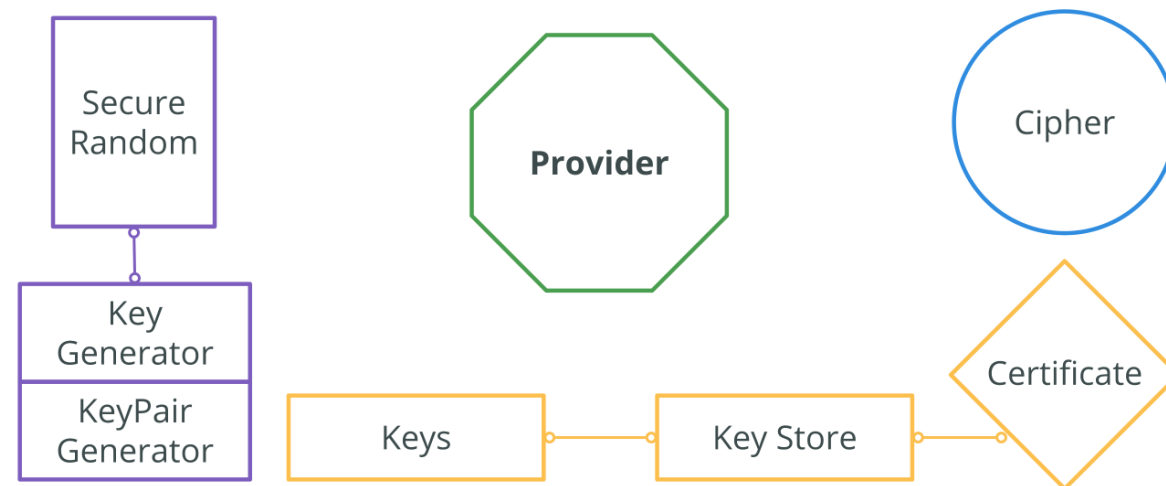 Secure
Random
Provider
Cipher
Key
Generator
KeyPair
Generator
Keys
Key Store
Certificate